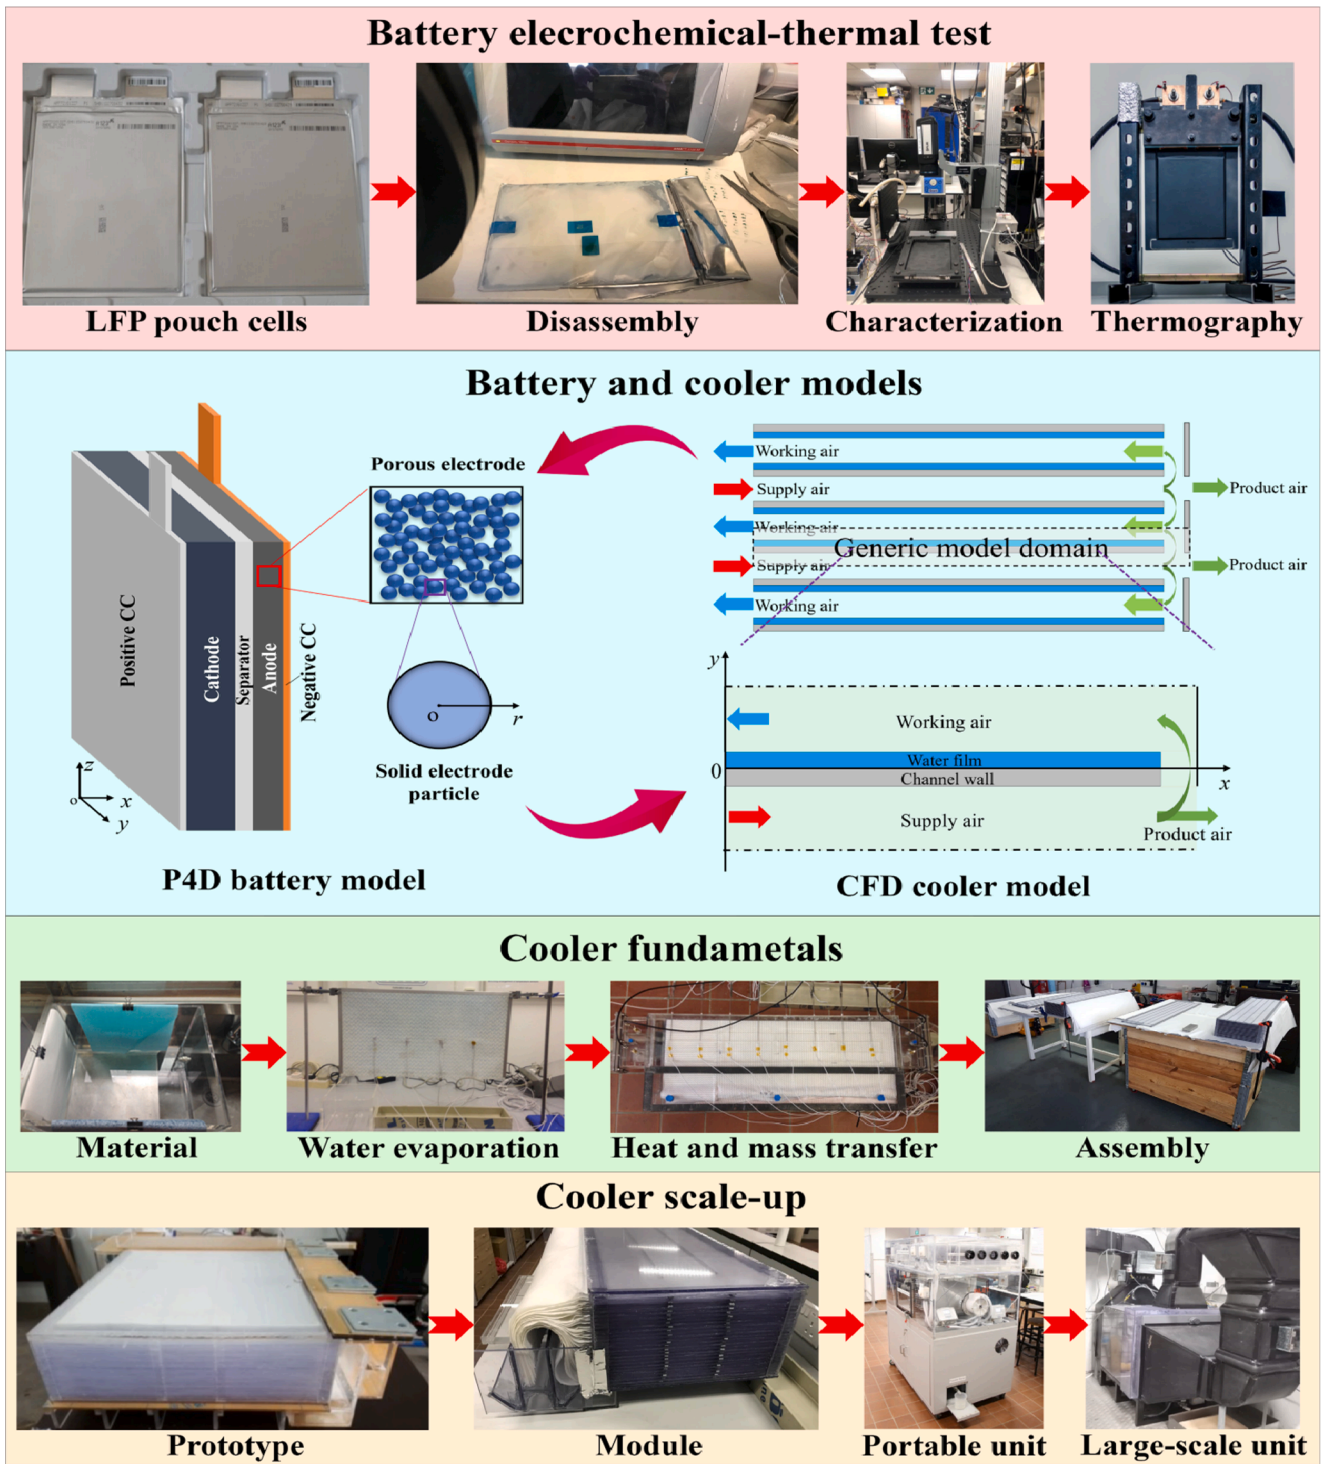 Battery elecrochemical-thermal test
LFP pouch cells
Disassembly
Characterization
Thermography
Battery and cooler models
Porous electrode
Positive CC
Cathode
Separator
Anode
Negative CC
z
o
x
y
o
r
Solid electrode
particle
P4D battery model
Working air
Supply air
Product air
Working air
Generic model domain
Supply air
Product air
Working air
y
Working air
Water film
0
Channel wall
x
Supply air
Product air
CFD cooler model
Cooler fundametals
Material
Water evaporation
Heat and mass transfer
Assembly
Cooler scale-up
Prototype
Module
Portable unit
Large-scale unit